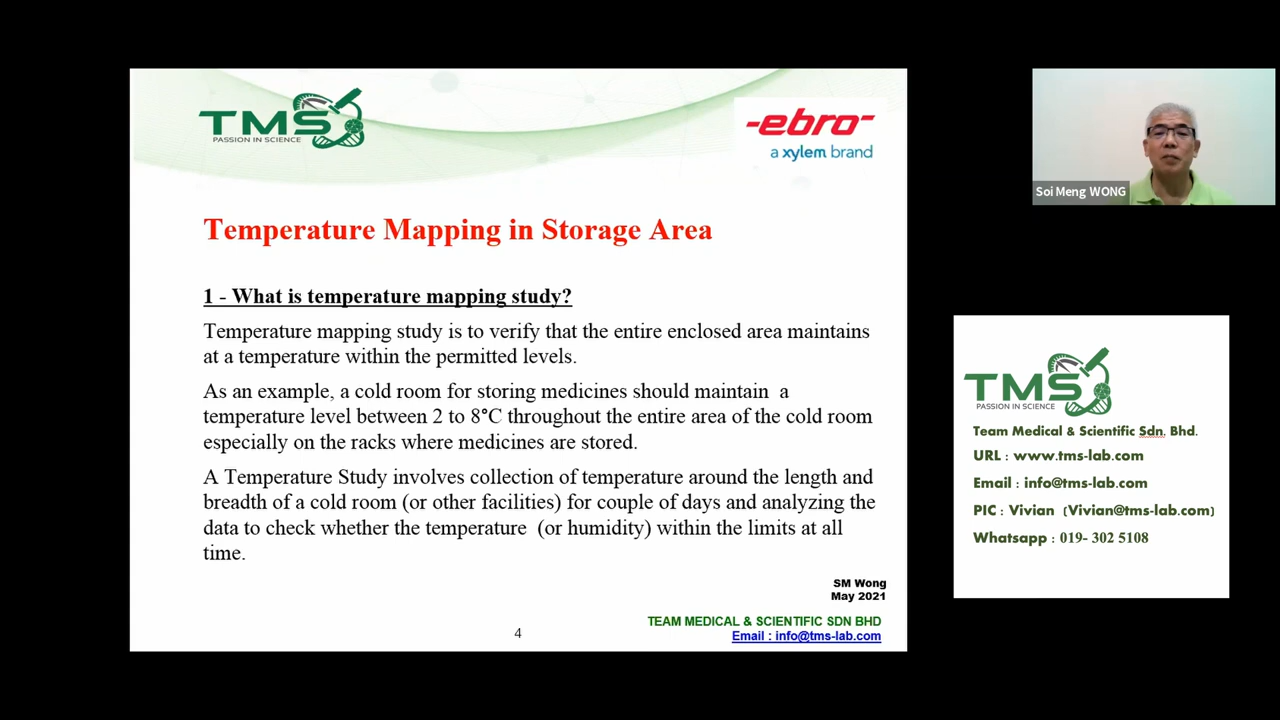 TMS
PASSION IN SCIENCE
-ebro-
a xylem brand
Temperature Mapping in Storage Area
1 - What is temperature mapping study?
Temperature mapping study is to verify that the entire enclosed area maintains
at a temperature within the permitted levels.
As an example, a cold room for storing medicines should maintain a
temperature level between 2 to 8°C throughout the entire area of the cold room
especially on the racks where medicines are stored.
A Temperature Study involves collection of temperature around the length and
breadth of a cold room (or other facilities) for couple of days and analyzing the
data to check whether the temperature (or humidity) within the limits at all
time.
SM Wong
May 2021
TEAM MEDICAL & SCIENTIFIC SDN BHD
Email : info@tms-lab.com
4
Soi Meng WONG
TMS
PASSION IN SCIENCE
Team Medical & Scientific Sdn. Bhd.
URL : www.tms-lab.com
Email : info@tms-lab.com
PIC : Vivian (Vivian@tms-lab.com)
Whatsapp : 019- 302 5108